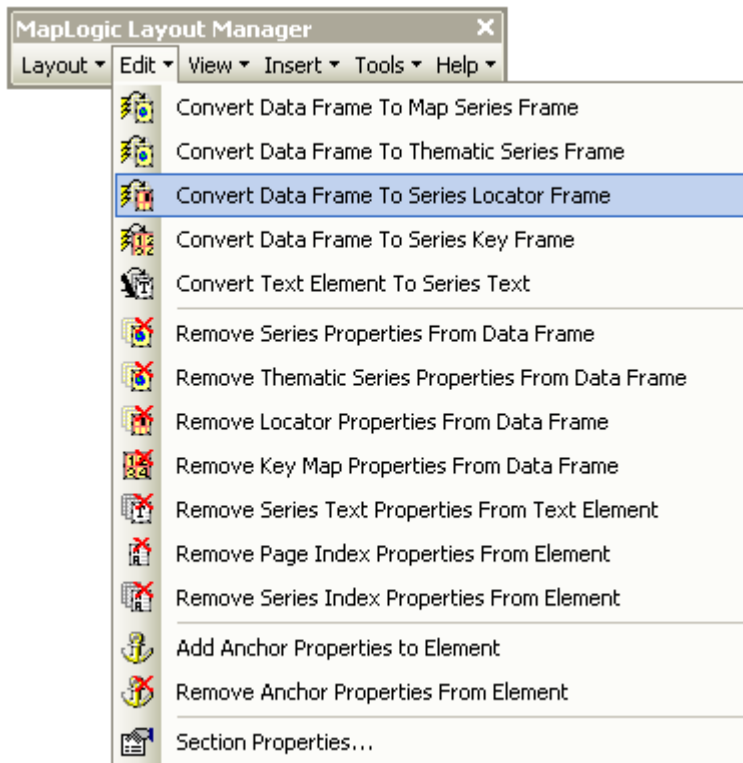 MapLogic Layout Manager
Layout Edit View Insert Tools Help
Convert Data Frame To Map Series Frame
Convert Data Frame To Thematic Series Frame
Convert Data Frame To Series Locator Frame
Convert Data Frame To Series Key Frame
Convert Text Element To Series Text
Remove Series Properties From Data Frame
Remove Thematic Series Properties From Data Frame
Remove Locator Properties From Data Frame
Remove Key Map Properties From Data Frame
Remove Series Text Properties From Text Element
Remove Page Index Properties From Element
Remove Series Index Properties From Element
Add Anchor Properties to Element
Remove Anchor Properties From Element
Section Properties...